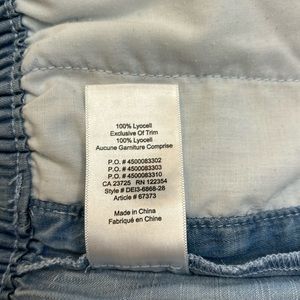 100% Lyocell
Exclusive Of Trim
100% Lyocell
Aucune Garniture Comprise
P.O. # 4500083302
P.O. # 4500083303
P.O. # 4500083310
CA 23725 RN 122354
Style # DEI3-6868-28
Article # 67373
Made in China
Fabriqué en China